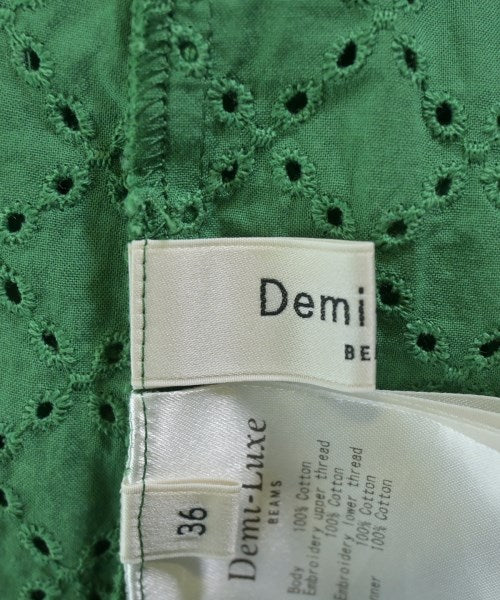 Demi
BE
36
Demi-Luxe
BEAMS
Body
100% Cotton
Embroidery upper thread
100% Cotton
Embroidery lower thread
100% Cotton
inner
100% Cotton